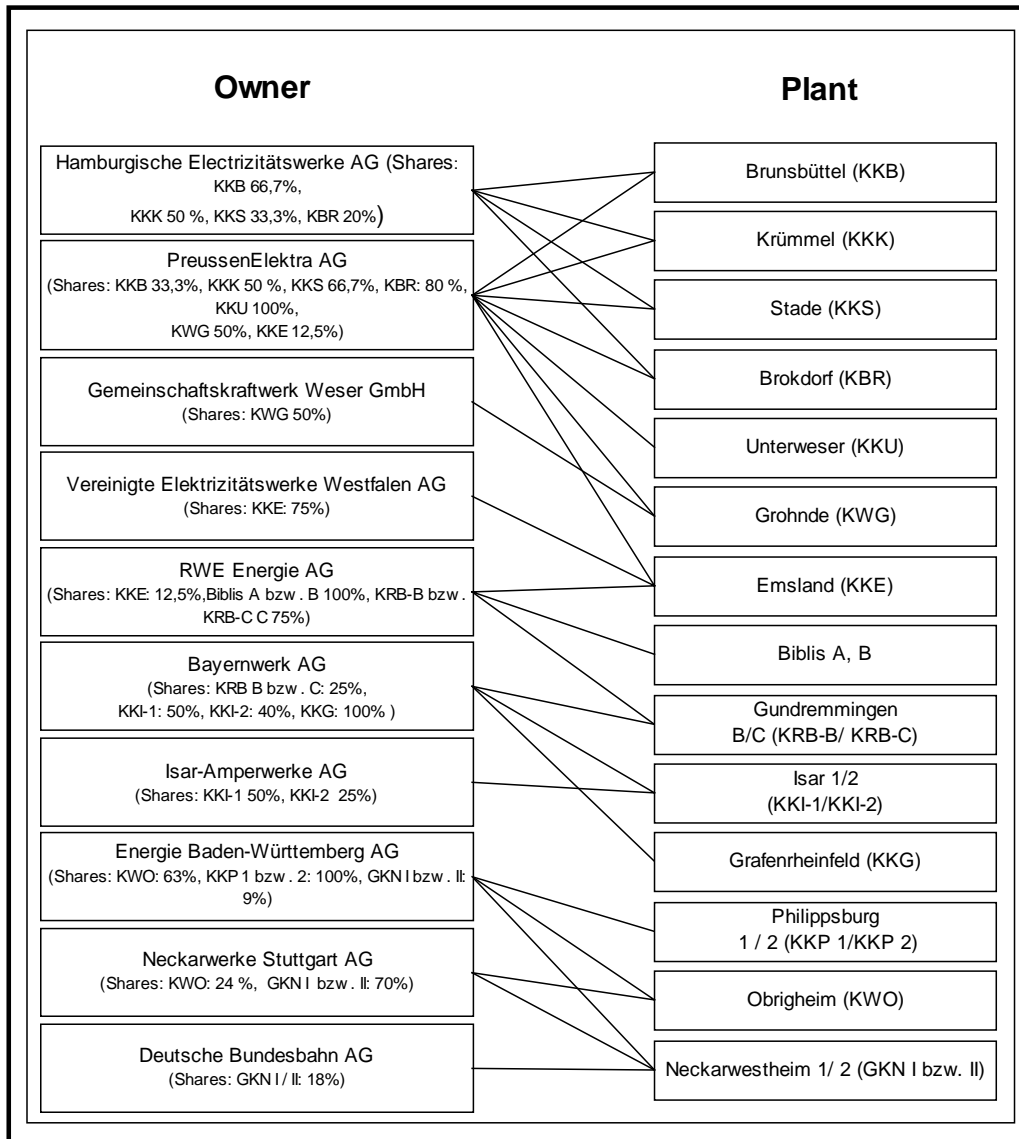 Owner
Hamburgische Electrizitätswerke AG (Shares:
KKB 66,7%,
KKK 50 %, KKS 33,3%, KBR 20%)
PreussenElektra AG
(Shares: KKB 33,3%, KKK 50 %, KKS 66,7%, KBR: 80 %,
KKU 100%,
KWG 50%, KKE 12,5%)
Gemeinschaftskraftwerk Weser GmbH
(Shares: KWG 50%)
Vereinigte Elektrizitätswerke Westfalen AG
(Shares: KKE: 75%)
RWE Energie AG
(Shares: KKE: 12,5%,Biblis A bzw. B 100%, KRB-B bzw.
KRB-C C 75%)
Bayernwerk AG
(Shares: KRB B bzw. C: 25%,
KKI-1: 50%, KKI-2: 40%, KKG: 100% )
Isar-Amperwerke AG
(Shares: KKI-1 50%, KKI-2 25%)
Energie Baden-Württemberg AG
(Shares: KWO: 63%, KKP 1 bzw. 2: 100%, GKN I bzw. II:
9%)
Neckarwerke Stuttgart AG
(Shares: KWO: 24 %, GKN I bzw. II: 70%)
Deutsche Bundesbahn AG
(Shares: GKN I / II: 18%)
Plant
Brunsbüttel (KKB)
Krümmel (KKK)
Stade (KKS)
Brokdorf (KBR)
Unterweser (KKU)
Grohnde (KWG)
Emsland (KKE)
Biblis A, B
Gundremmingen
B/C (KRB-B/ KRB-C)
Isar 1/2
(KKI-1/KKI-2)
Grafenrheinfeld (KKG)
Philippsburg
1 / 2 (KKP 1/KKP 2)
Obrigheim (KWO)
Neckarwestheim 1/ 2 (GKN I bzw. II)